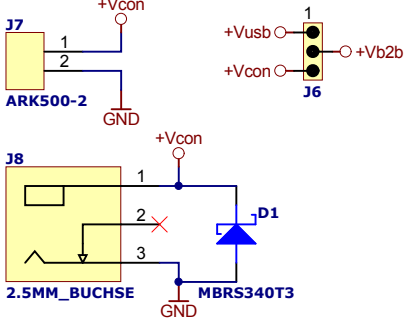 +Vcon
J7
1
2
ARK500-2
GND
1
+Vusb
+Vb2b
+Vcon
J6
+Vcon
J8
1
2
3
D1
2.5MM_BUCHSE
MBRS340T3
GND